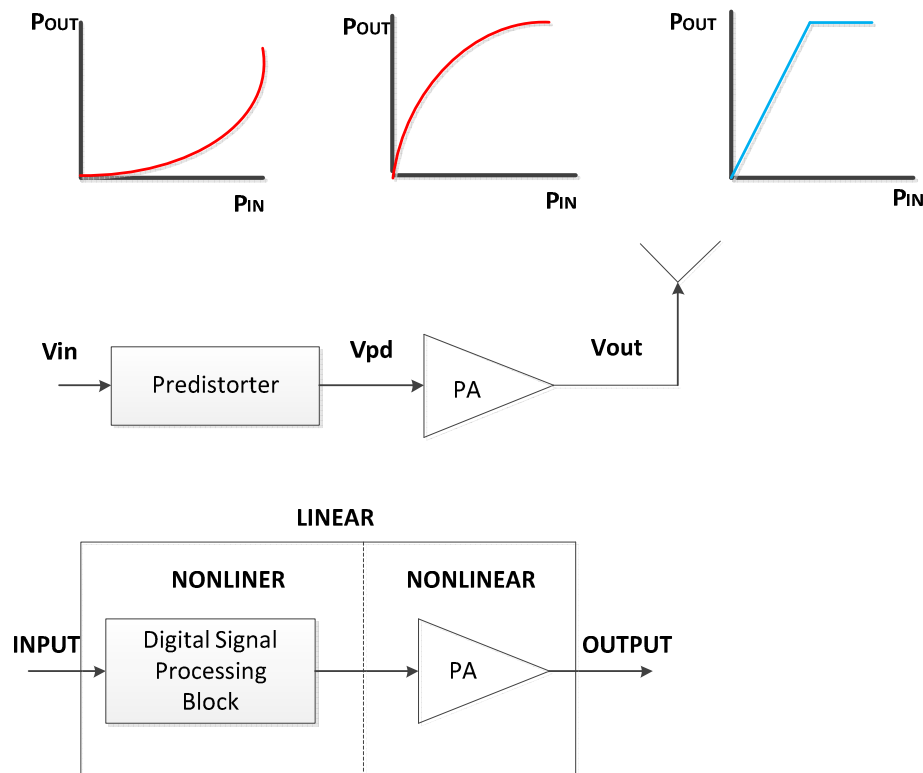 POUT
PIN
POUT
PIN
POUT
PIN
Vin
Predistorter
Vpd
PA
Vout
LINEAR
NONLINER
NONLINEAR
INPUT
Digital Signal
Processing
Block
PA
OUTPUT